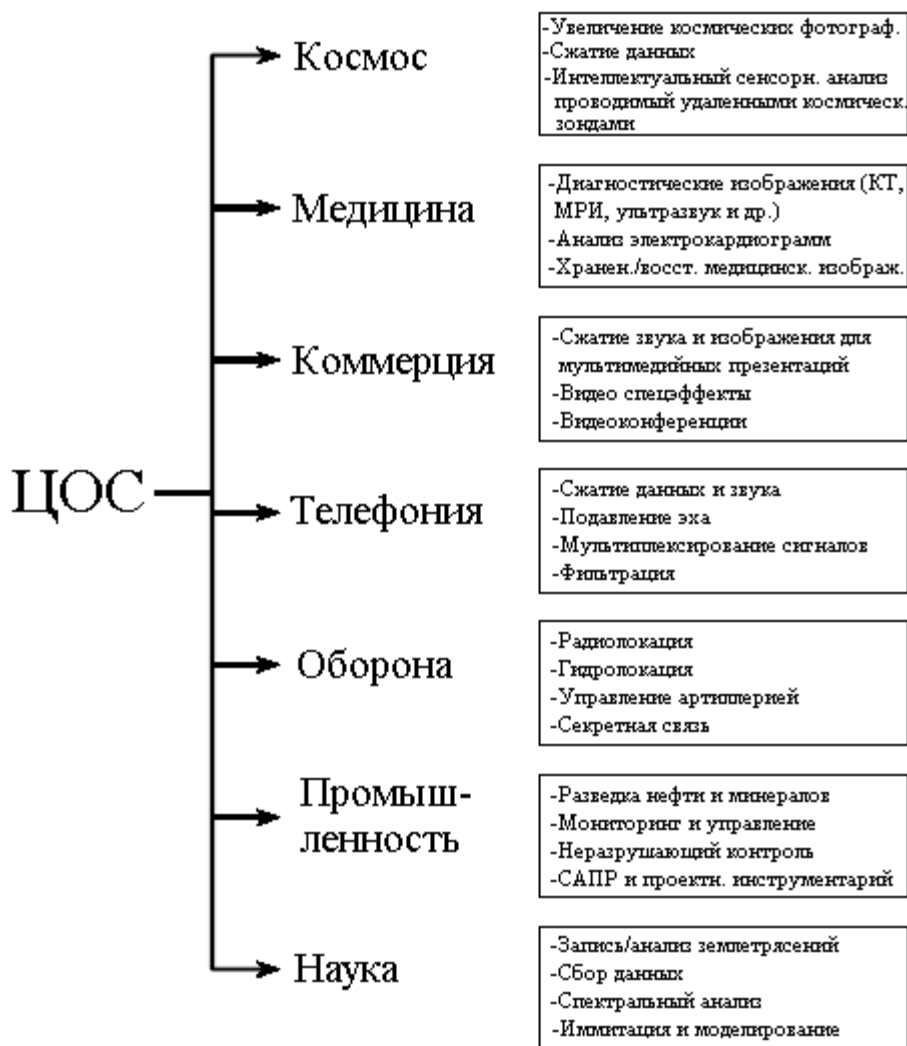 Космос
-Увеличение космических фотограф.
-Сжатие данных
-Интеллектуальный сенсорн. анализ
проводимый удаленными космическ.
зондами
Медицина
-Диагностические изображения (КТ,
МРИ, ультразвук и др.)
-Анализ электрокардиограмм
-Хранен./восст. медицинск. изображ.
Коммерция
-Сжатие звука и изображения для
мультимедийных презентаций
-Видео спецэффекты
-Видеоконференции
ЦОС
Телефония
-Сжатие данных и звука
-Подавление эха
-Мультиплексирование сигналов
-Фильтрация
Оборона
-Радиолокация
-Гидролокация
-Управление артиллерией
-Секретная связь
Промыш-
ленность
-Разведка нефти и минералов
-Мониторинг и управление
-Неразрушающий контроль
-САПР и проектн. инструментарий
Наука
-Запись/анализ землетрясений
-Сбор данных
-Спектральный анализ
-Иммитация и моделирование